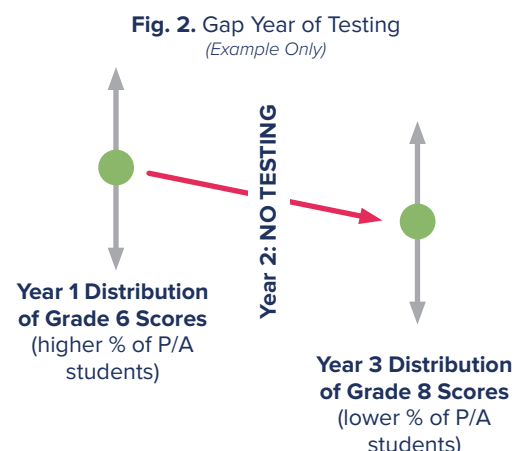 Fig. 2. Gap Year of Testing
(Example Only)
Year 2: NO TESTING
Year 1 Distribution
of Grade 6 Scores
(higher % of P/A
students)
Year 3 Distribution
of Grade 8 Scores
(lower % of P/A
students)